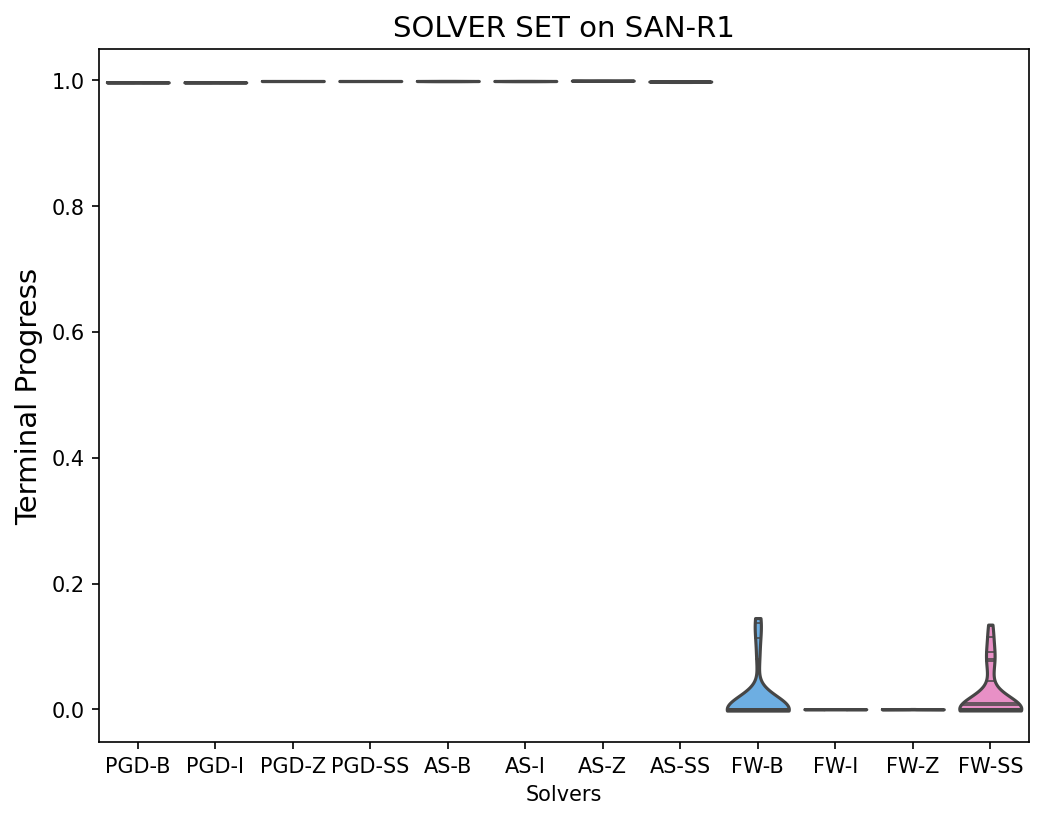 SOLVER SET on SAN-R1
Terminal Progress
1.0
0.8
0.6
0.4
0.2
0.0
PGD-B PGD-I PGD-Z PGD-SS AS-B AS-I AS-Z AS-SS FW-B FW-I FW-Z FW-SS
Solvers